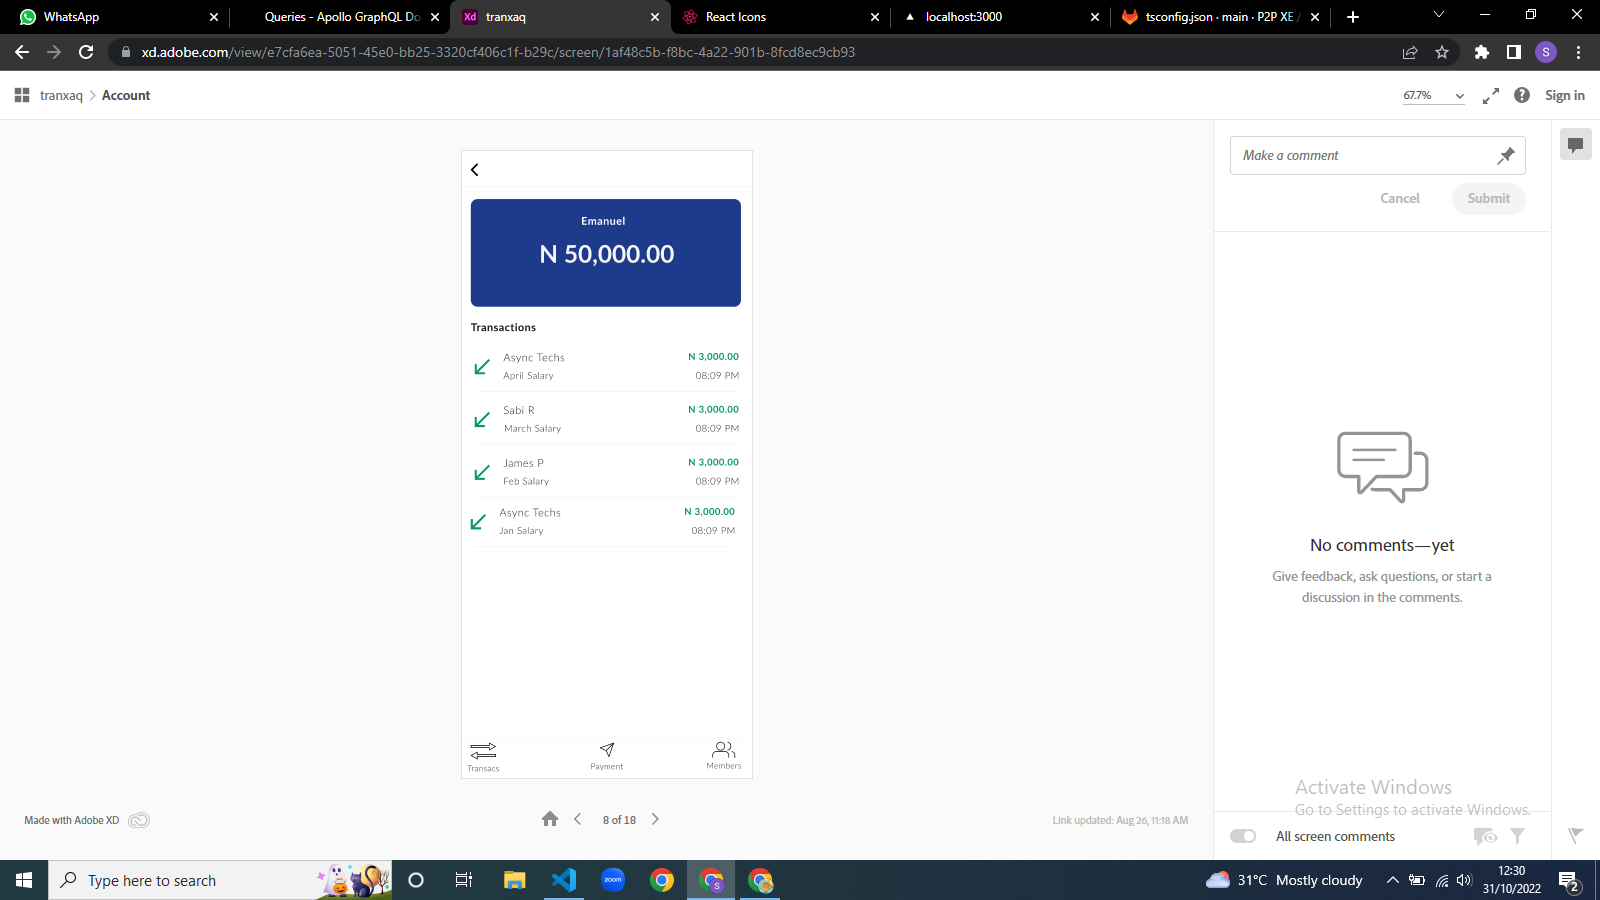 WhatsApp
Queries - Apollo GraphQL Do
Xd tranxaq
React Icons
localhost:3000
tsconfig.json · main · P2P XE /
xd.adobe.com/view/e7cfa6ea-5051-45e0-bb25-3320cf406c1f-b29c/screen/1af48c5b-f8bc-4a22-901b-8fcd8ec9cb93
S
tranxaq > Account
67.7%
Sign in
Make a comment
Cancel
Submit
Emanuel
N 50,000.00
Transactions
Async Techs
N 3,000.00
April Salary
08:09 PM
Sabi R
N 3,000.00
March Salary
08:09 PM
James P
N 3,000.00
Feb Salary
08:09 PM
Async Techs
N 3,000.00
Jan Salary
08:09 PM
Transacs
Payment
Members
No comments—yet
Give feedback, ask questions, or start a
discussion in the comments.
Activate Windows
Go to Settings to activate Windows.
Made with Adobe XD
8 of 18
Link updated: Aug 26, 11:18 AM
All screen comments
Type here to search
zoom
S
31°C Mostly cloudy
12:30
31/10/2022
2